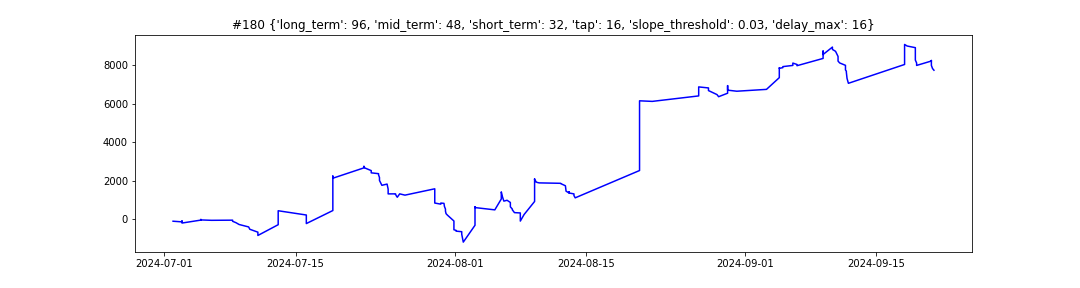 #180 {'long_term': 96, 'mid_term': 48, 'short_term': 32, 'tap': 16, 'slope_threshold': 0.03, 'delay_max': 16}
8000
6000
4000
2000
0
2024-07-01 2024-07-15 2024-08-01 2024-08-15 2024-09-01 2024-09-15